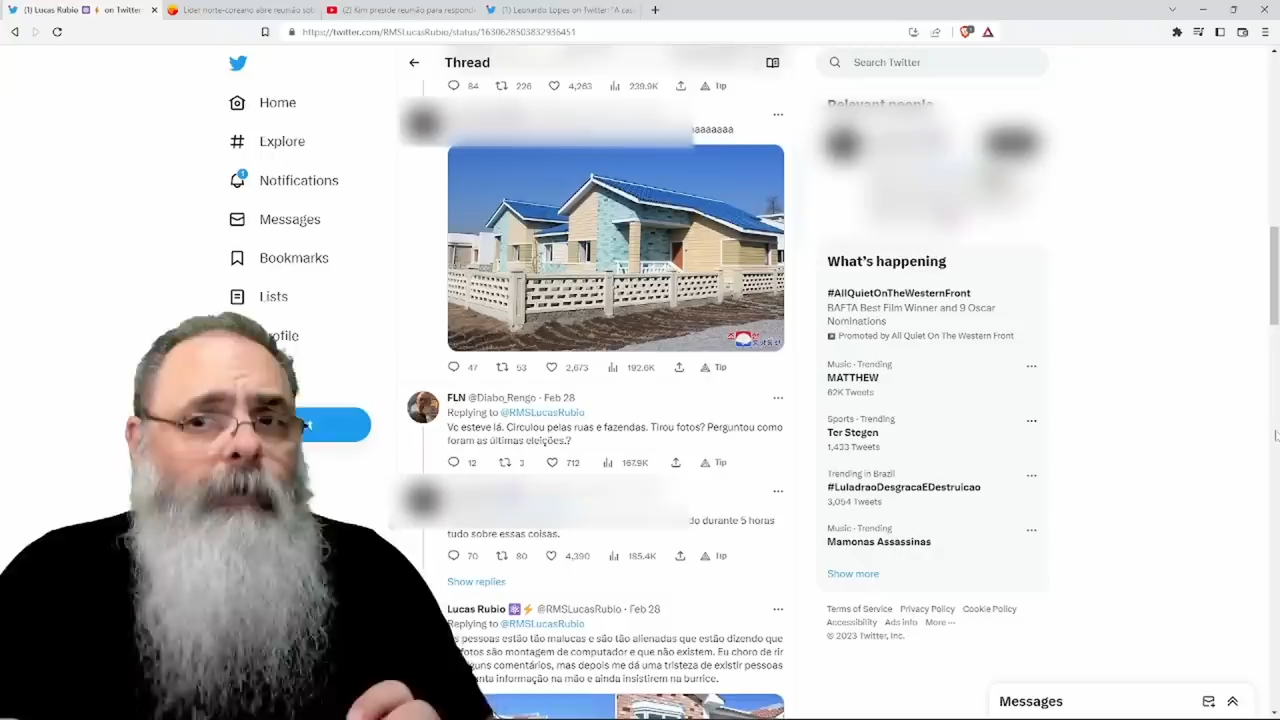 (1) Lucas Rubio on Twitter
Líder norte-coreano abre reunião sob
(2) Kim preside reunião para respond
(1) Leonardo Lopes on Twitter: "A cas
https://twitter.com/RMSLucasRubio/status/1630628503832936451
Thread
Search Twitter
84 226 4,263 239.9K Tip
Home
Relevant people
aaaaaaa
Explore
Notifications
1
Messages
Bookmarks
Lists
What's happening
#AllQuietOnTheWesternFront
BAFTA Best Film Winner and 9 Oscar
Nominations
Promoted by All Quiet On The Western Front
Music · Trending
MATTHEW
62K Tweets
47 53 2,673 192.6K Tip
FLN @Diabo_Rengo · Feb 28
Replying to @RMSLucasRubio
Vc esteve lá. Circulou pelas ruas e fazendas. Tirou fotos? Perguntou como
foram as últimas eleições.?
12 3 712 167.9K Tip
Sports · Trending
Ter Stegen
1,433 Tweets
Trending in Brazil
#LuladraoDesgracaEDestruicao
3,054 Tweets
Music · Trending
Mamonas Assassinas
Show more
do durante 5 horas
tudo sobre essas coisas.
70 80 4,390 185.4K Tip
Show replies
Lucas Rubio @RMSLucasRubio · Feb 28
Replying to @RMSLucasRubio
s pessoas estão tão malucas e são tão alienadas que estão dizendo que
fotos são montagem de computador e que não existem. Eu choro de rir
guns comentários, mas depois me dá uma tristeza de existir pessoas
anta informação na mão e ainda insistirem na burrice.
Terms of Service Privacy Policy Cookie Policy
Accessibility Ads info More ···
© 2023 Twitter, Inc.
Messages